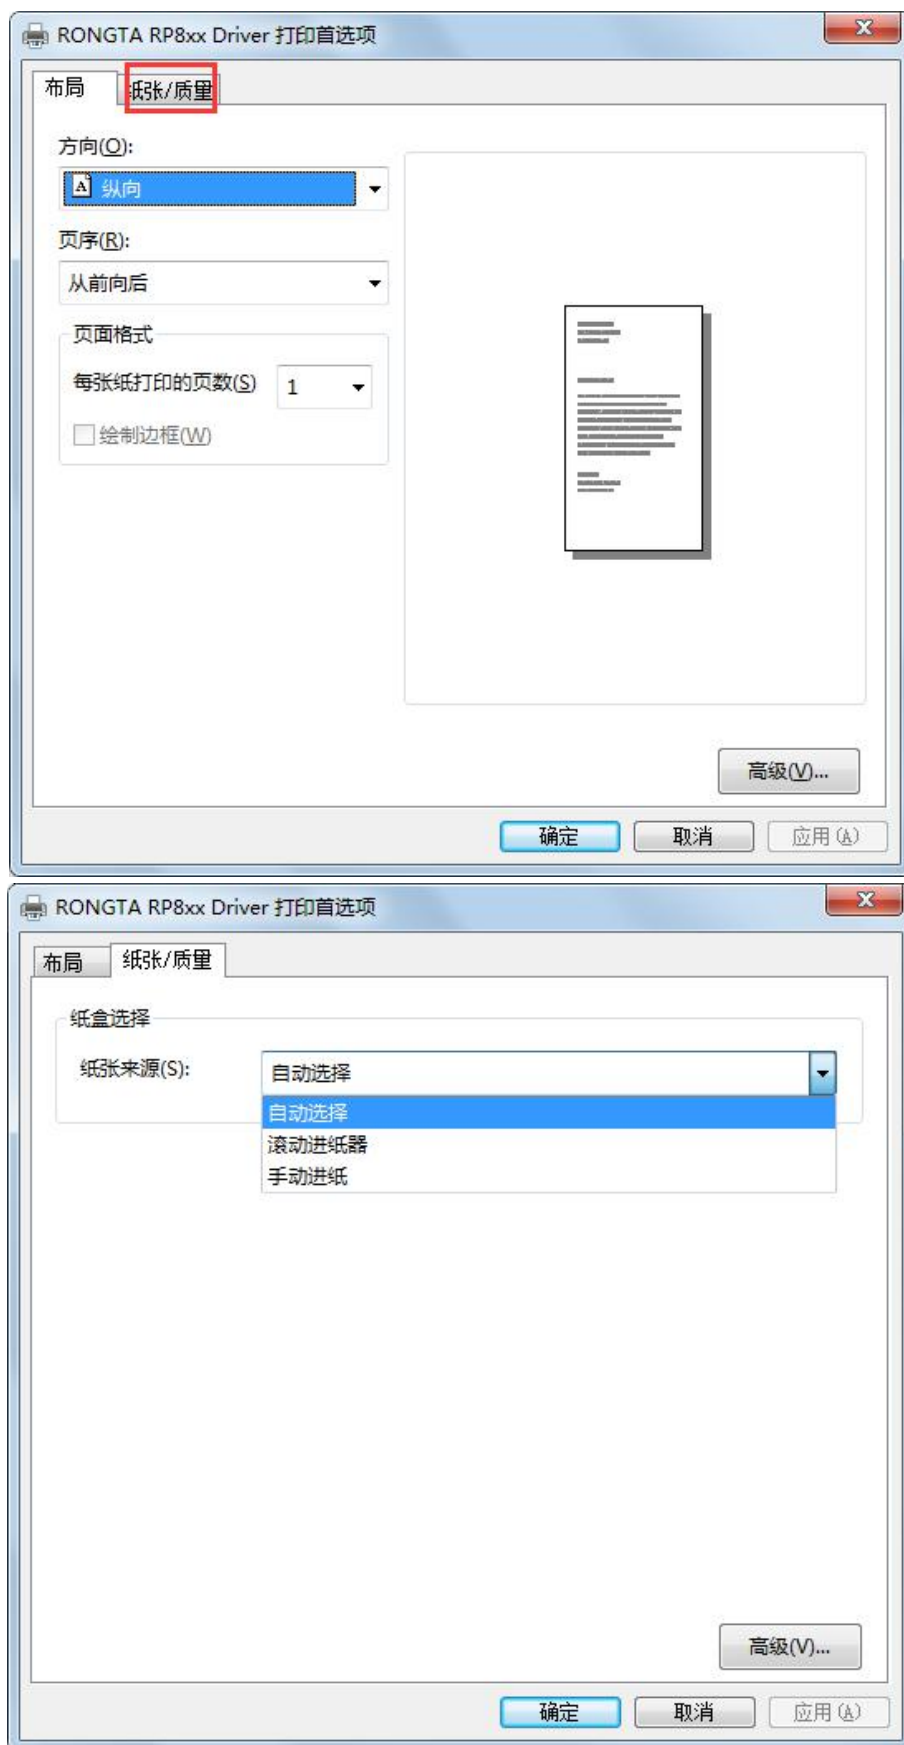 RONGTA RP8xx Driver 打印首选项
布局 纸张/质量
方向(O):
纵向
页序(R):
从前向后
页面格式
每张纸打印的页数(S) 1
绘制边框(W)
高级(V)...
确定 取消 应用(A)
RONGTA RP8xx Driver 打印首选项
布局 纸张/质量
纸盒选择
纸张来源(S): 自动选择
自动选择
滚动进纸器
手动进纸
高级(V)...
确定 取消 应用(A)